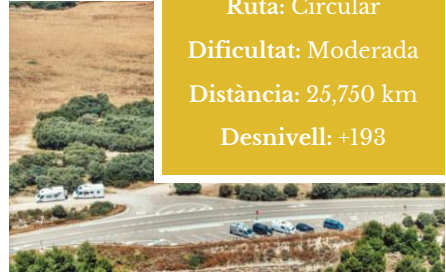 Ruta: Circular
Dificultat: Moderada
Distància: 25,750 km
Desnivell: +193